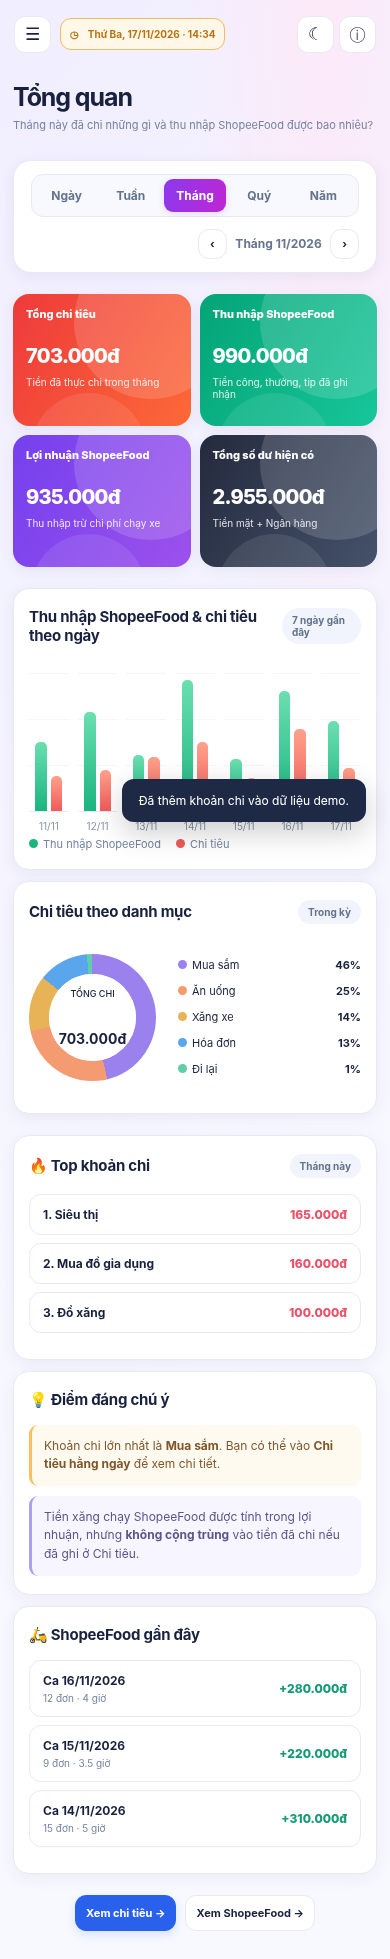 ☰ ◷ Thứ Ba, 17/11/2026 · 14:34 ☾ ⓘ
Tổng quan
Tháng này đã chi những gì và thu nhập ShopeeFood được bao nhiêu?
Ngày Tuần Tháng Quý Năm
‹ Tháng 11/2026 ›
Tổng chi tiêu
703.000đ
Tiền đã thực chi trong tháng
Thu nhập ShopeeFood
990.000đ
Tiền công, thưởng, tip đã ghi
nhận
Lợi nhuận ShopeeFood
935.000đ
Thu nhập trừ chi phí chạy xe
Tổng số dư hiện có
2.955.000đ
Tiền mặt + Ngân hàng
Thu nhập ShopeeFood & chi tiêu
theo ngày
7 ngày gần
đây
Đã thêm khoản chi vào dữ liệu demo.
11/11 12/11 13/11 14/11 15/11 16/11 17/11
Thu nhập ShopeeFood Chi tiêu
Chi tiêu theo danh mục
Trong kỳ
TỔNG CHI
703.000đ
Mua sắm 46%
Ăn uống 25%
Xăng xe 14%
Hóa đơn 13%
Đi lại 1%
🔥 Top khoản chi
Tháng này
1. Siêu thị 165.000đ
2. Mua đồ gia dụng 160.000đ
3. Đổ xăng 100.000đ
💡 Điểm đáng chú ý
Khoản chi lớn nhất là Mua sắm. Bạn có thể vào Chi
tiêu hằng ngày để xem chi tiết.
Tiền xăng chạy ShopeeFood được tính trong lợi
nhuận, nhưng không cộng trùng vào tiền đã chi nếu
đã ghi ở Chi tiêu.
🛵 ShopeeFood gần đây
Ca 16/11/2026
12 đơn · 4 giờ
+280.000đ
Ca 15/11/2026
9 đơn · 3.5 giờ
+220.000đ
Ca 14/11/2026
15 đơn · 5 giờ
+310.000đ
Xem chi tiêu → Xem ShopeeFood →